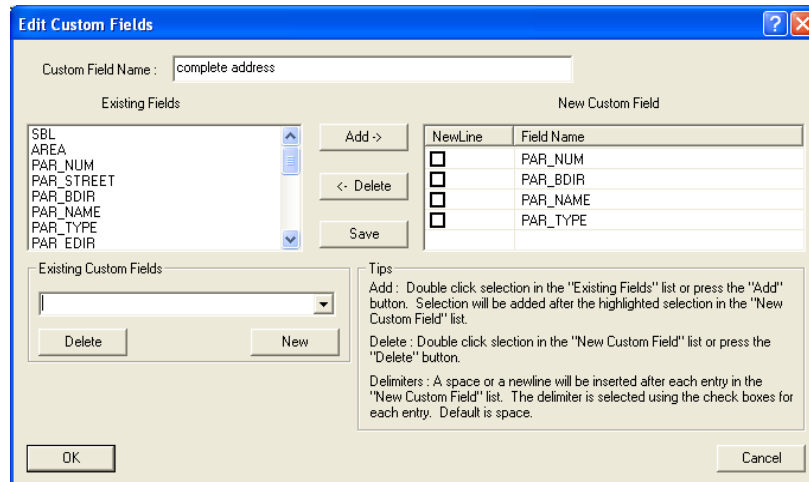 Edit Custom Fields
Custom Field Name : complete address
Existing Fields
New Custom Field
SBL
AREA
PAR_NUM
PAR_STREET
PAR_BDIR
PAR_NAME
PAR_TYPE
PAR EDIR
Add ->
<- Delete
Save
NewLine Field Name
PAR_NUM
PAR_BDIR
PAR_NAME
PAR_TYPE
Existing Custom Fields
Delete New
Tips
Add : Double click selection in the "Existing Fields" list or press the "Add"
button. Selection will be added after the highlighted selection in the "New
Custom Field" list.
Delete : Double click slection in the "New Custom Field" list or press the
"Delete" button.
Delimiters : A space or a newline will be inserted after each entry in the
"New Custom Field" list. The delimiter is selected using the check boxes for
each entry. Default is space.
OK Cancel